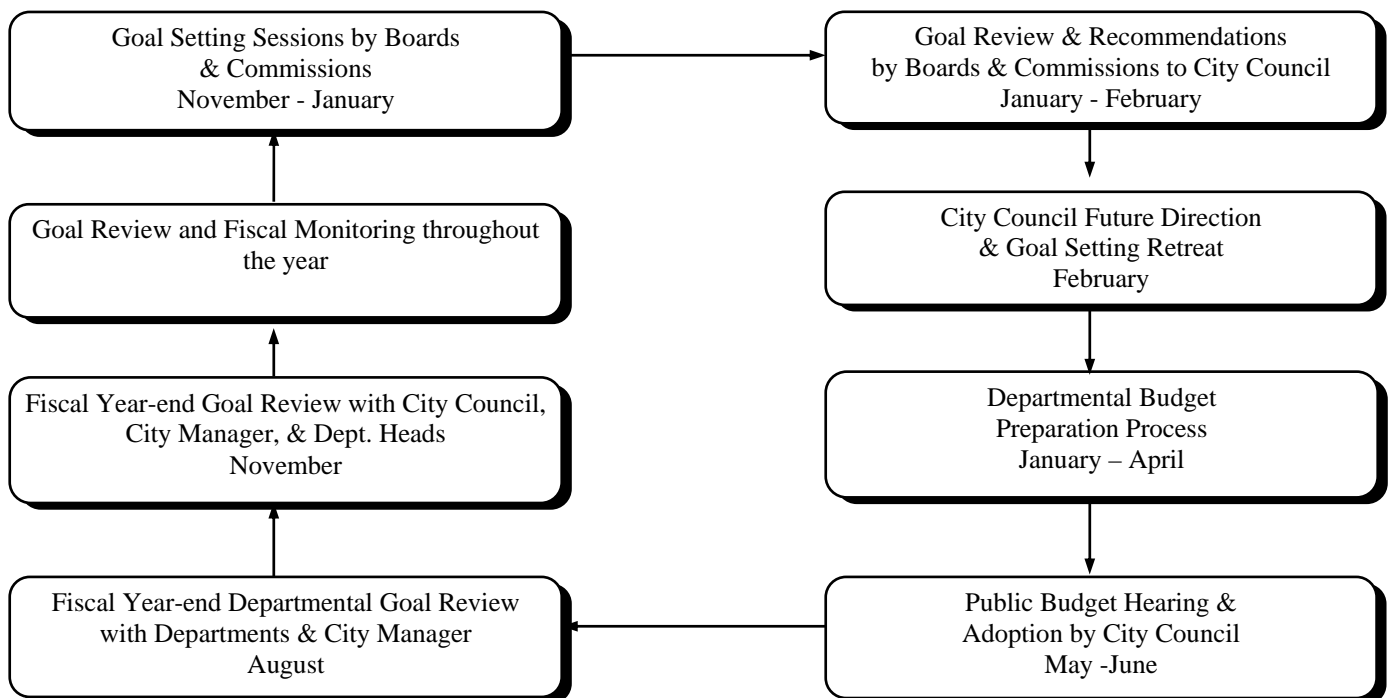 Goal Setting Sessions by Boards
& Commissions
November - January
Goal Review & Recommendations
by Boards & Commissions to City Council
January - February
Goal Review and Fiscal Monitoring throughout
the year
City Council Future Direction
& Goal Setting Retreat
February
Fiscal Year-end Goal Review with City Council,
City Manager, & Dept. Heads
November
Departmental Budget
Preparation Process
January – April
Fiscal Year-end Departmental Goal Review
with Departments & City Manager
August
Public Budget Hearing &
Adoption by City Council
May -June